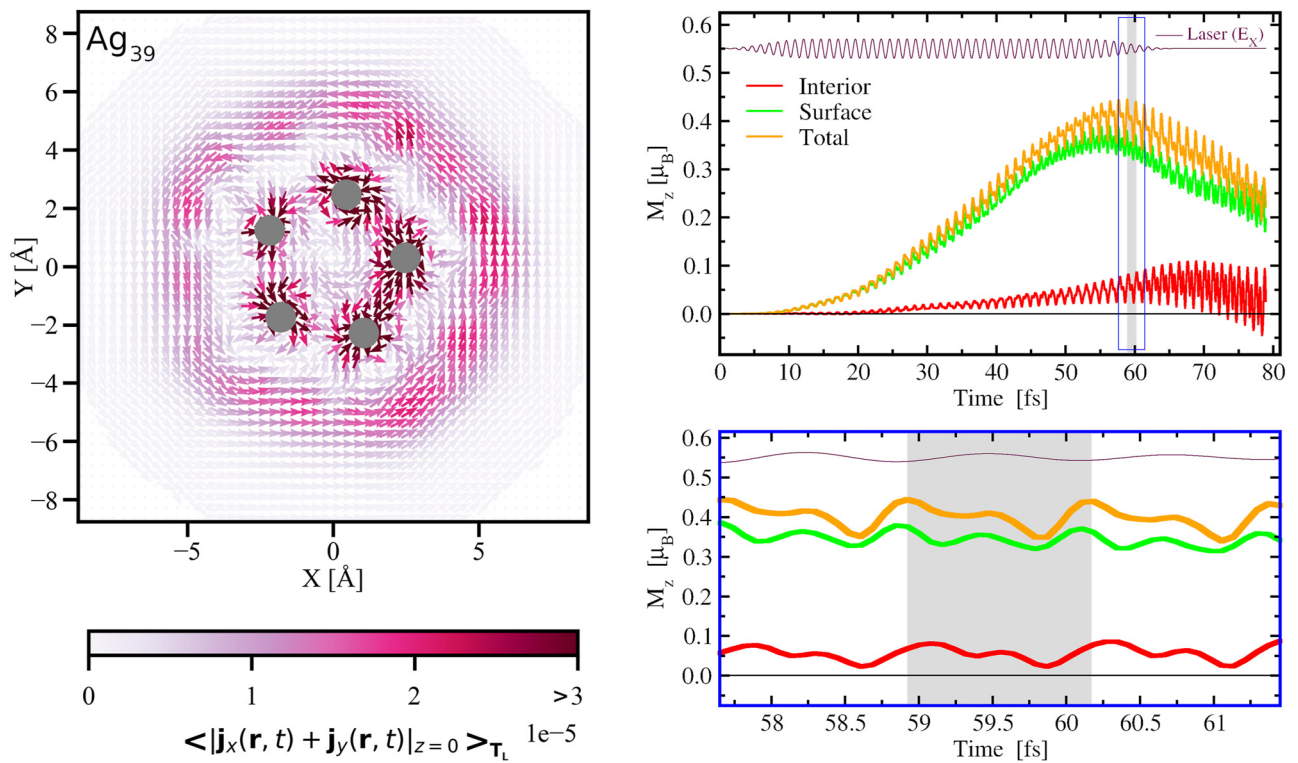 Ag39
8
6
4
2
0
−2
−4
−6
−8
Y [Å]
−5 0 5
X [Å]
0 1 2 >3
1e−5
<|jx(r, t) + jy(r, t)|z = 0 >TL
Laser (EX)
Interior
Surface
Total
0.6
0.5
0.4
0.3
0.2
0.1
0.0
Mz [μB]
0 10 20 30 40 50 60 70 80
Time [fs]
0.6
0.5
0.4
0.3
0.2
0.1
0.0
Mz [μB]
58 58.5 59 59.5 60 60.5 61
Time [fs]